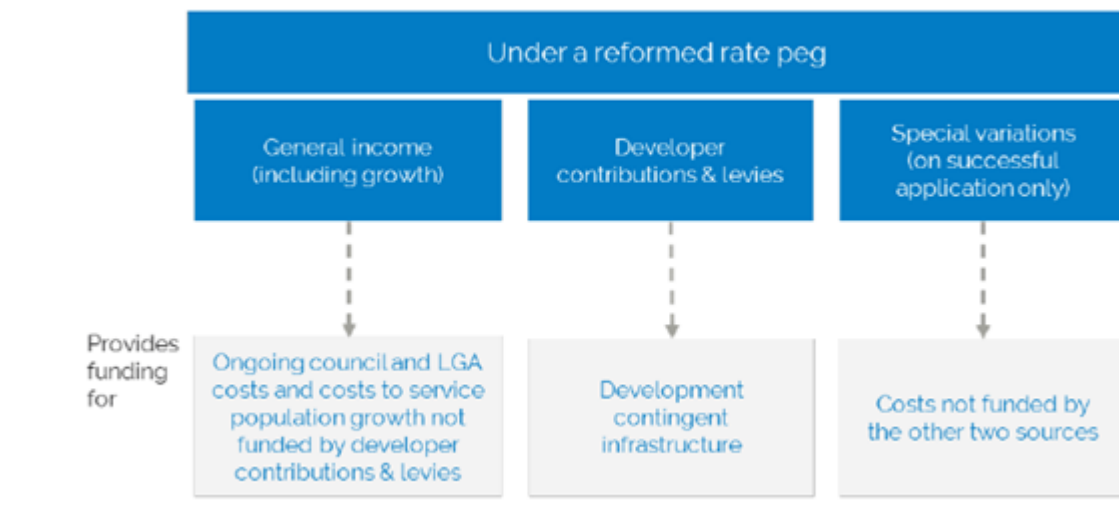 Under a reformed rate peg
General income
(including growth)
Developer
contributions & levies
Special variations
(on successful
application only)
Provides
funding
for
Ongoing council and LGA
costs and costs to service
population growth not
funded by developer
contributions & levies
Development
contingent
infrastructure
Costs not funded by
the other two sources